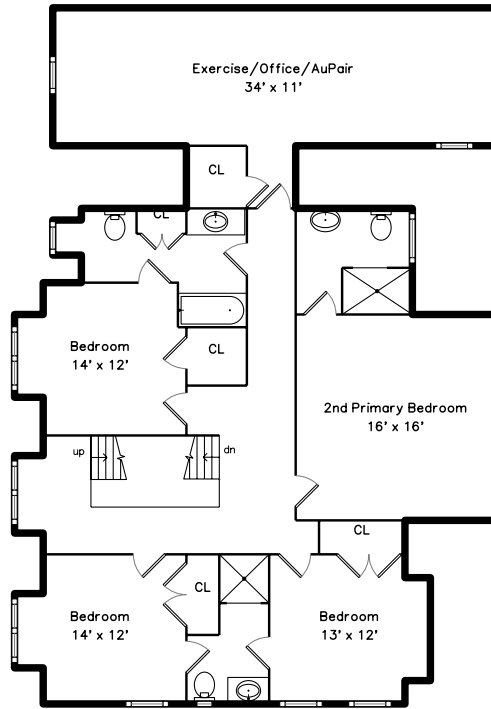 Exercise/Office/AuPair
34' x 11'
CL
CL
Bedroom
14' x 12'
CL
2nd Primary Bedroom
16' x 16'
up
dn
CL
Bedroom
14' x 12'
CL
Bedroom
13' x 12'